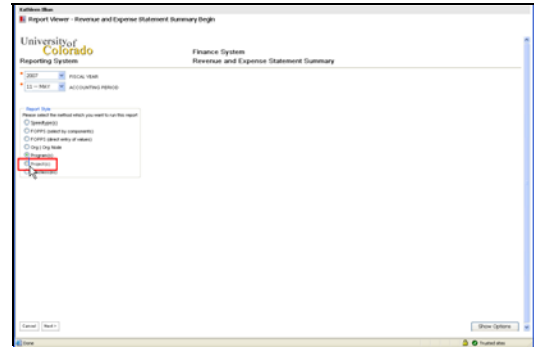 Kathleen Blue
Report Viewer - Revenue and Expense Statement Summary Begin
University of
Colorado
Reporting System
Finance System
Revenue and Expense Statement Summary
* 2007 FISCAL YEAR
* 11 - MAY ACCOUNTING PERIOD
Report Style
Please select the method which you want to run this report
Speedtype(s)
FOPPS (select by components)
FOPPS (direct entry of values)
Org | Org Node
Program(s)
Project(s)
Cancel Next >
Show Options
Done
Trusted sites